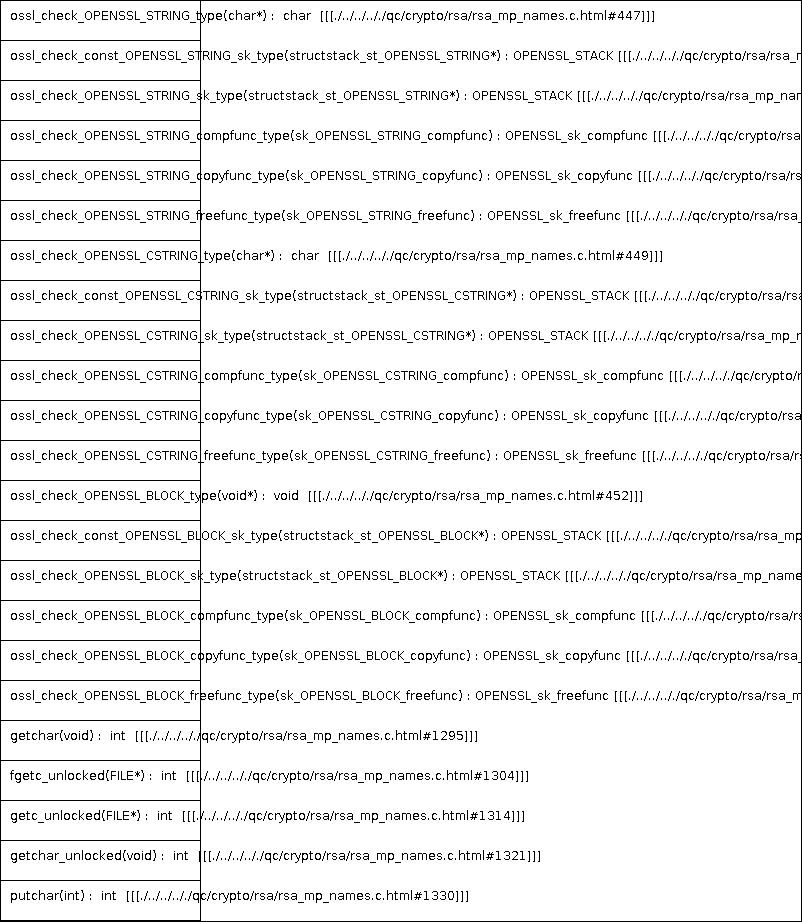 ossl_check_OPENSSL_STRING_type(char*) :  char  [[[./../../../qc/crypto/rsa/rsa_mp_names.c.html#447]]]
ossl_check_const_OPENSSL_STRING_sk_type(structstack_st_OPENSSL_STRING*) : OPENSSL_STACK [[[./../../../qc/crypto/rsa/rsa_r
ossl_check_OPENSSL_STRING_sk_type(structstack_st_OPENSSL_STRING*) : OPENSSL_STACK [[[./../../../qc/crypto/rsa/rsa_mp_nar
ossl_check_OPENSSL_STRING_compfunc_type(sk_OPENSSL_STRING_compfunc) : OPENSSL_sk_compfunc [[[./../../../qc/crypto/rsa
ossl_check_OPENSSL_STRING_copyfunc_type(sk_OPENSSL_STRING_copyfunc) : OPENSSL_sk_copyfunc [[[./../../../qc/crypto/rsa/rs
ossl_check_OPENSSL_STRING_freefunc_type(sk_OPENSSL_STRING_freefunc) : OPENSSL_sk_freefunc [[[./../../../qc/crypto/rsa/rsa_
ossl_check_OPENSSL_CSTRING_type(char*) :  char  [[[./../../../qc/crypto/rsa/rsa_mp_names.c.html#449]]]
ossl_check_const_OPENSSL_CSTRING_sk_type(structstack_st_OPENSSL_CSTRING*) : OPENSSL_STACK [[[./../../../qc/crypto/rsa/rsa
ossl_check_OPENSSL_CSTRING_sk_type(structstack_st_OPENSSL_CSTRING*) : OPENSSL_STACK [[[./../../../qc/crypto/rsa/rsa_mp_r
ossl_check_OPENSSL_CSTRING_compfunc_type(sk_OPENSSL_CSTRING_compfunc) : OPENSSL_sk_compfunc [[[./../../../qc/crypto/r
ossl_check_OPENSSL_CSTRING_copyfunc_type(sk_OPENSSL_CSTRING_copyfunc) : OPENSSL_sk_copyfunc [[[./../../../qc/crypto/rsa
ossl_check_OPENSSL_CSTRING_freefunc_type(sk_OPENSSL_CSTRING_freefunc) : OPENSSL_sk_freefunc [[[./../../../qc/crypto/rsa/rs
ossl_check_OPENSSL_BLOCK_type(void*) :  void  [[[./../../../qc/crypto/rsa/rsa_mp_names.c.html#452]]]
ossl_check_const_OPENSSL_BLOCK_sk_type(structstack_st_OPENSSL_BLOCK*) : OPENSSL_STACK [[[./../../../qc/crypto/rsa/rsa_mp
ossl_check_OPENSSL_BLOCK_sk_type(structstack_st_OPENSSL_BLOCK*) : OPENSSL_STACK [[[./../../../qc/crypto/rsa/rsa_mp_name
ossl_check_OPENSSL_BLOCK_compfunc_type(sk_OPENSSL_BLOCK_compfunc) : OPENSSL_sk_compfunc [[[./../../../qc/crypto/rsa/rs
ossl_check_OPENSSL_BLOCK_copyfunc_type(sk_OPENSSL_BLOCK_copyfunc) : OPENSSL_sk_copyfunc [[[./../../../qc/crypto/rsa/rsa_
ossl_check_OPENSSL_BLOCK_freefunc_type(sk_OPENSSL_BLOCK_freefunc) : OPENSSL_sk_freefunc [[[./../../../qc/crypto/rsa/rsa_m
getchar(void) :  int  [[[./../../../qc/crypto/rsa/rsa_mp_names.c.html#1295]]]
fgetc_unlocked(FILE*) :  int  [[[./../../../qc/crypto/rsa/rsa_mp_names.c.html#1304]]]
getc_unlocked(FILE*) :  int  [[[./../../../qc/crypto/rsa/rsa_mp_names.c.html#1314]]]
getchar_unlocked(void) :  int  [[[./../../../qc/crypto/rsa/rsa_mp_names.c.html#1321]]]
putchar(int) :  int  [[[./../../../qc/crypto/rsa/rsa_mp_names.c.html#1330]]]